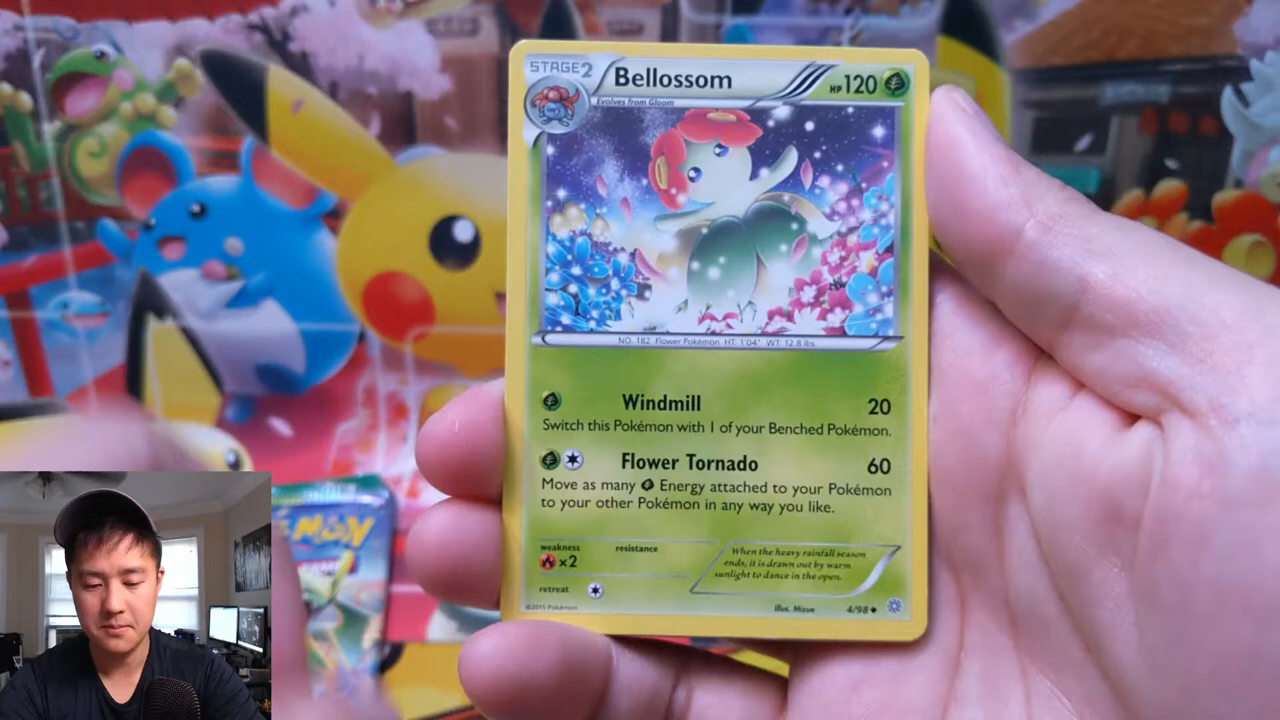 STAGE2
Bellossom
HP120
Evolves from Gloom
NO. 182 Flower Pokémon HT: 1'04" WT: 12.8 lbs.
Windmill 20
Switch this Pokémon with 1 of your Benched Pokémon.
Flower Tornado 60
Move as many Energy attached to your Pokémon
to your other Pokémon in any way you like.
weakness
×2
resistance
When the heavy rainfall season
ends, it is drawn out by warm
sunlight to dance in the open.
retreat
©2015 Pokémon
Illus. Mizue
4/98